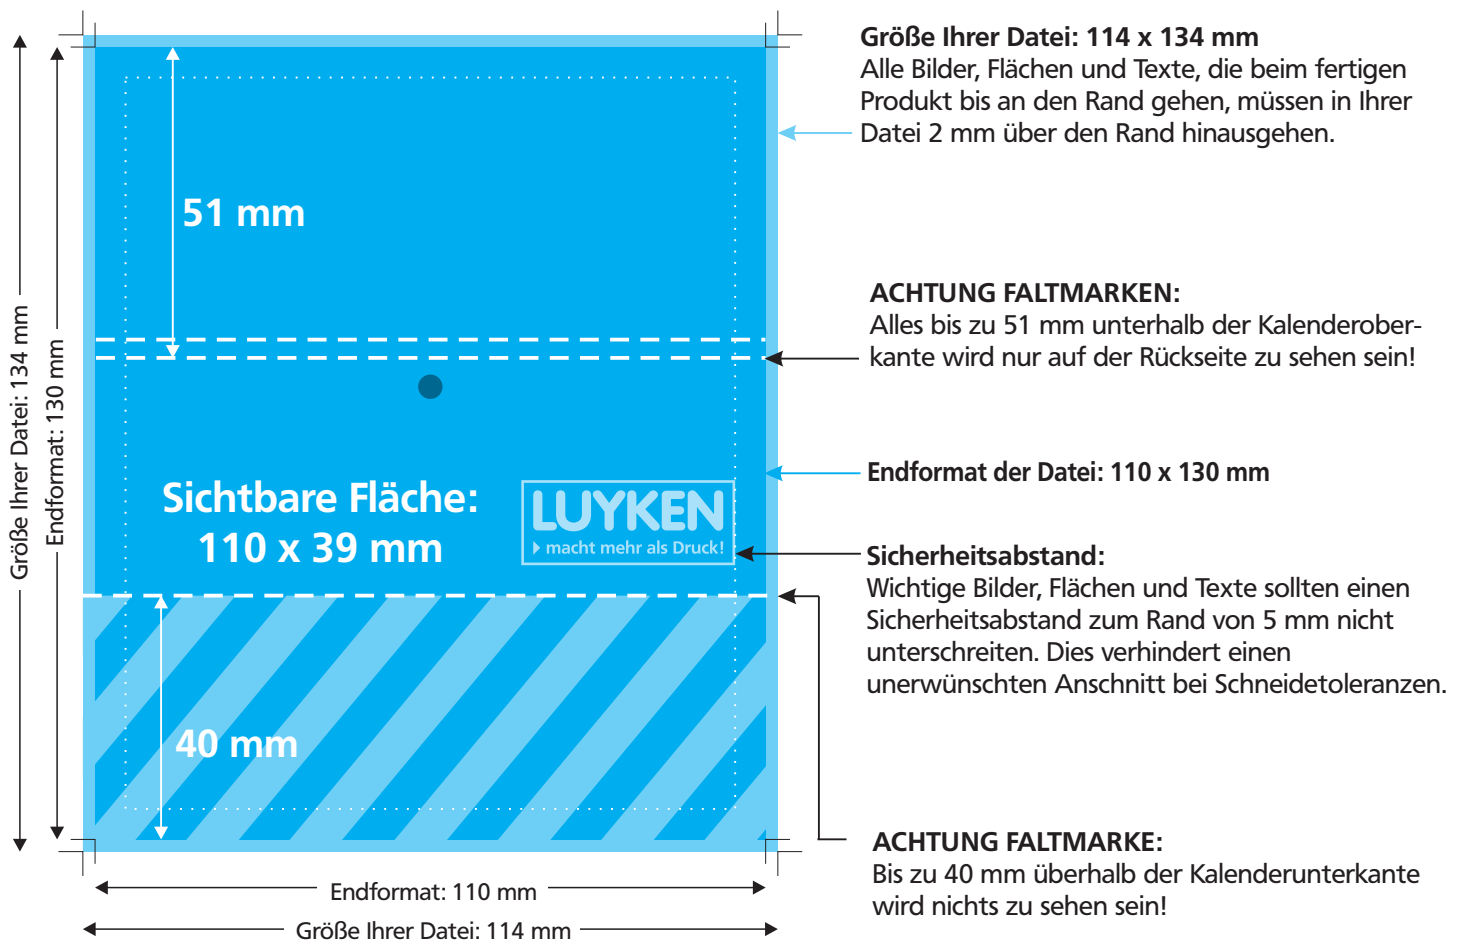 Größe Ihrer Datei: 134 mm
Endformat: 130 mm
51 mm
Sichtbare Fläche:
110 x 39 mm
LUYKEN
macht mehr als Druck!
40 mm
Endformat: 110 mm
Größe Ihrer Datei: 114 mm
Größe Ihrer Datei: 114 x 134 mm
Alle Bilder, Flächen und Texte, die beim fertigen
Produkt bis an den Rand gehen, müssen in Ihrer
Datei 2 mm über den Rand hinausgehen.
ACHTUNG FALTMARKEN:
Alles bis zu 51 mm unterhalb der Kalenderober-
kante wird nur auf der Rückseite zu sehen sein!
Endformat der Datei: 110 x 130 mm
Sicherheitsabstand:
Wichtige Bilder, Flächen und Texte sollten einen
Sicherheitsabstand zum Rand von 5 mm nicht
unterschreiten. Dies verhindert einen
unerwünschten Anschnitt bei Schneidetoleranzen.
ACHTUNG FALTMARKE:
Bis zu 40 mm überhalb der Kalenderunterkante
wird nichts zu sehen sein!